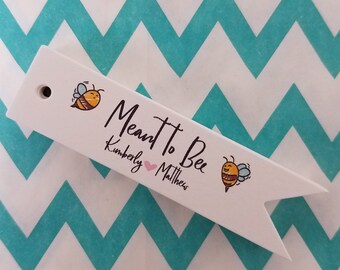 Meant To Bee
Kimberly Matthew